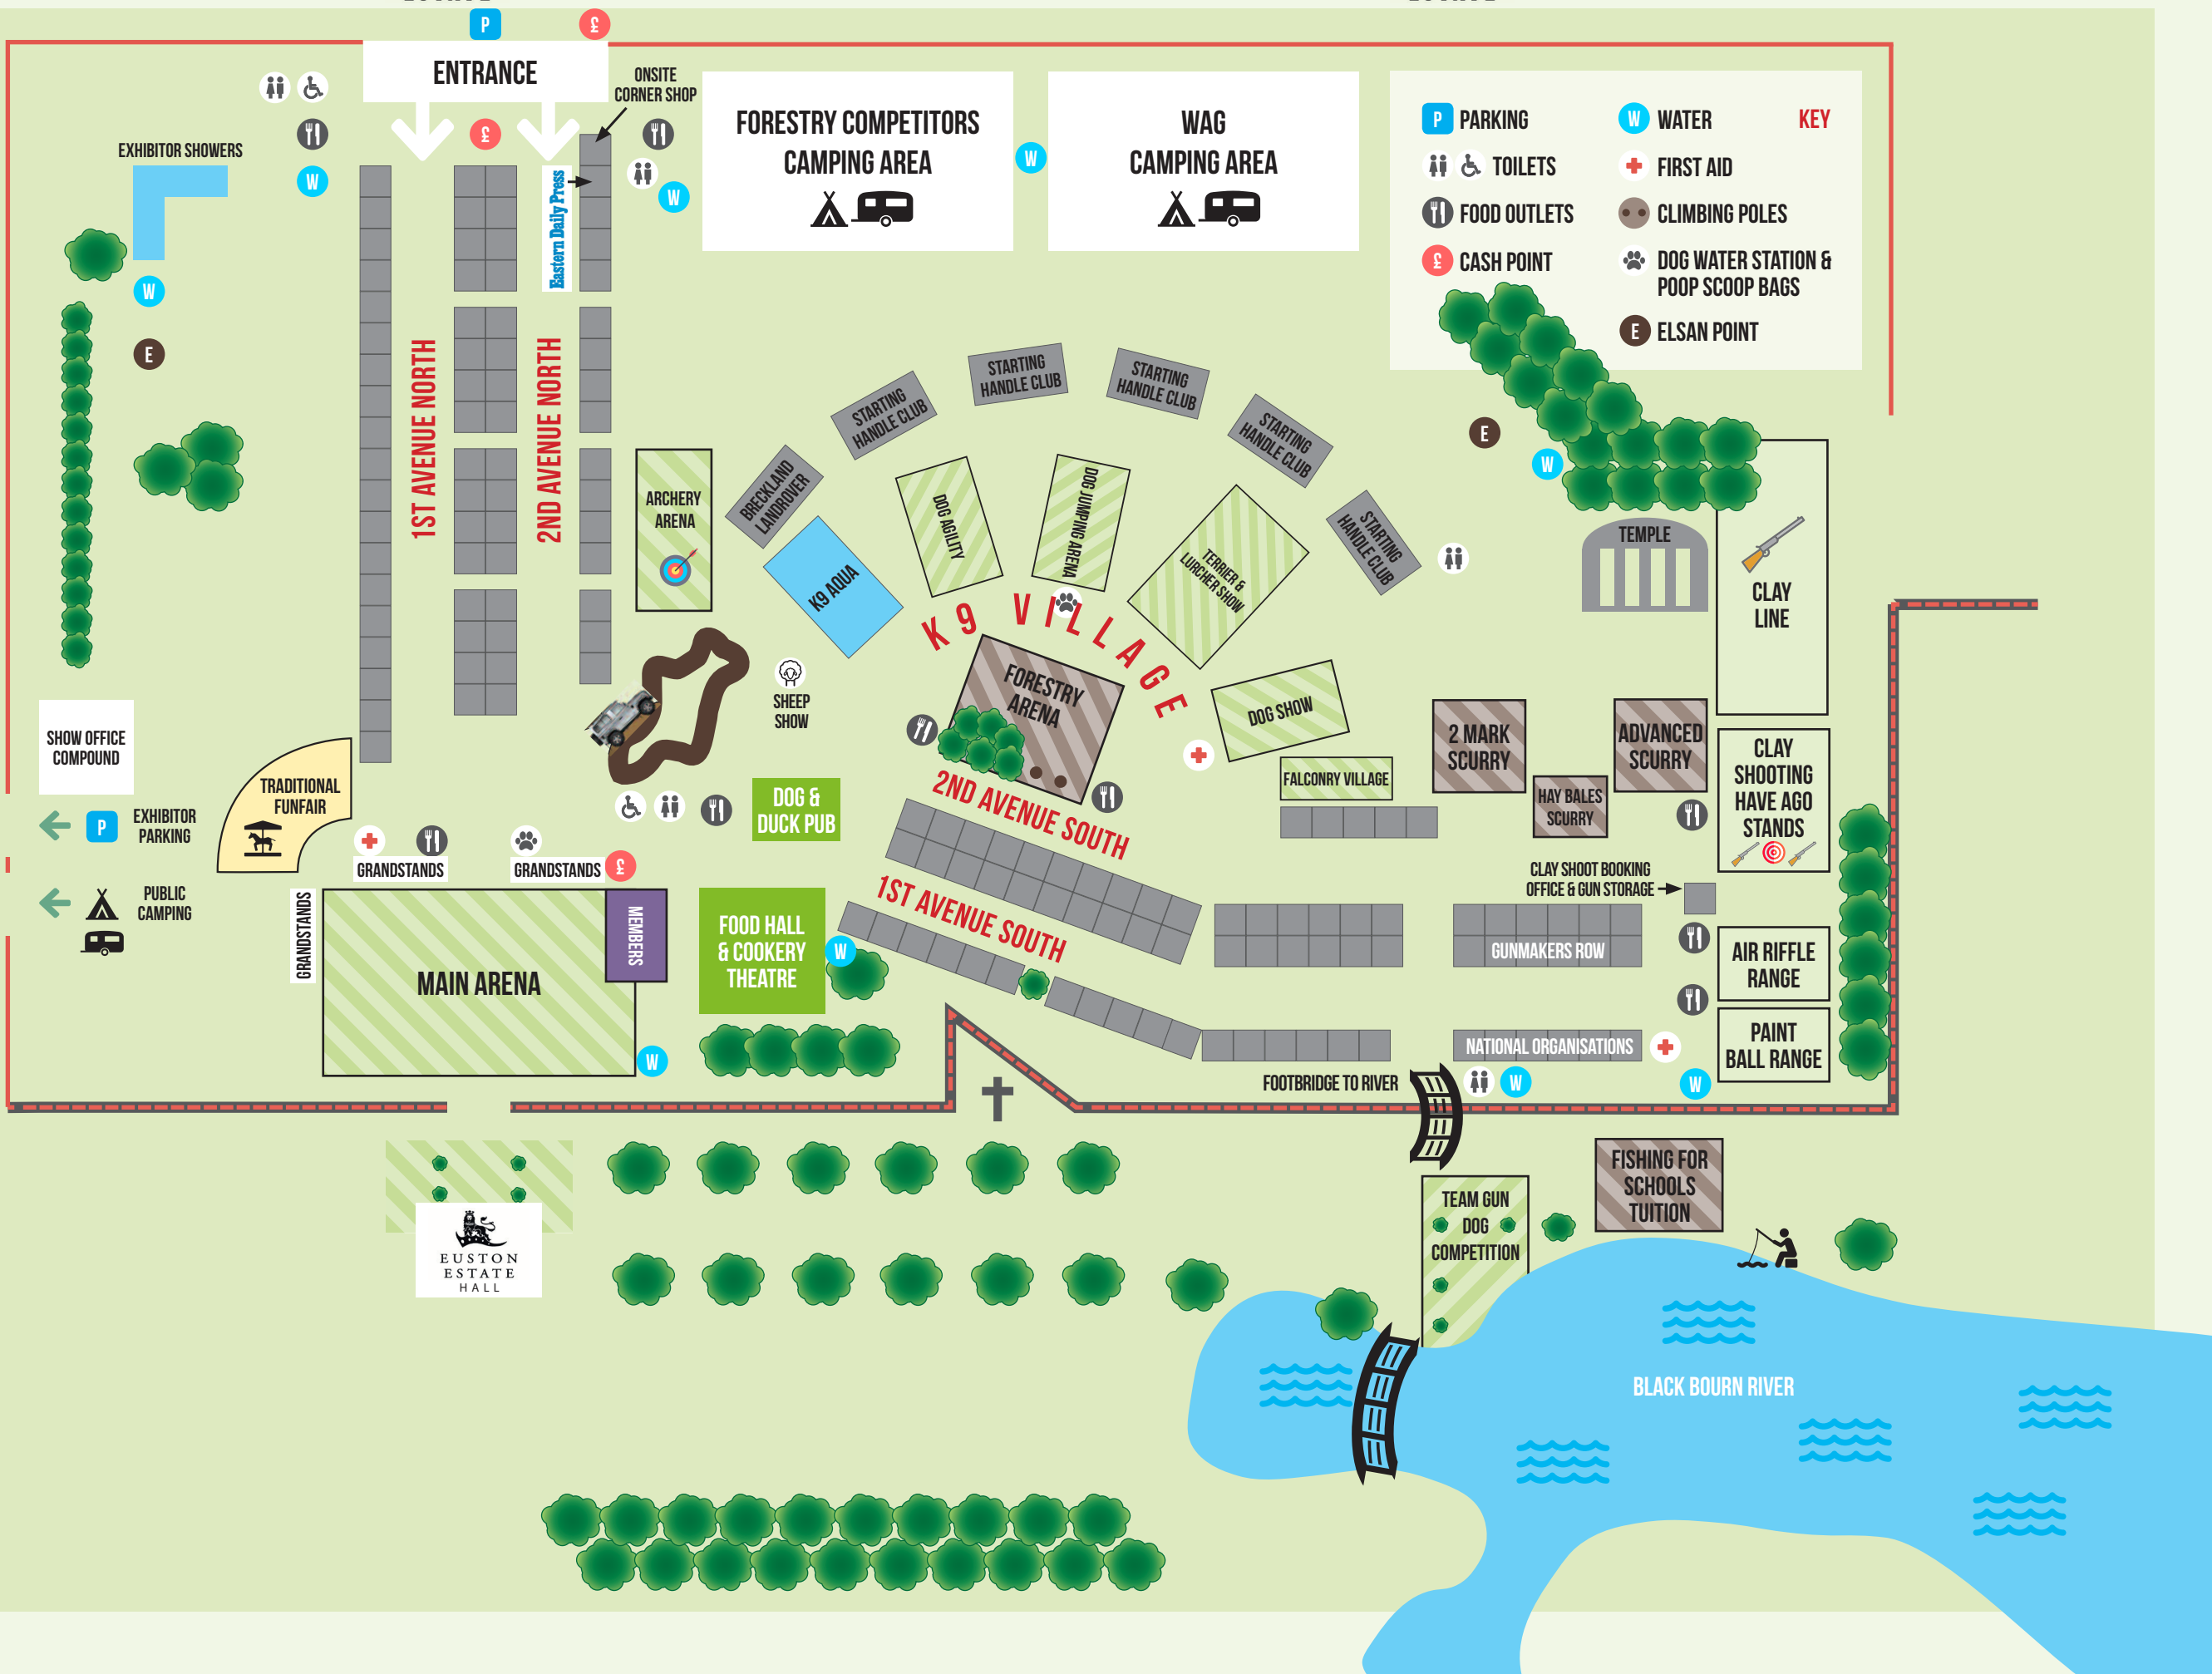 P
£
ENTRANCE
ONSITE
CORNER SHOP
£
Eastern Daily Press
EXHIBITOR SHOWERS
W
W
E
W
FORESTRY COMPETITORS
CAMPING AREA
W
WAG
CAMPING AREA
KEY
P PARKING
TOILETS
FOOD OUTLETS
£ CASH POINT
W WATER
FIRST AID
CLIMBING POLES
DOG WATER STATION &
POOP SCOOP BAGS
E ELSAN POINT
1ST AVENUE NORTH
2ND AVENUE NORTH
ARCHERY
ARENA
BRECKLAND
LANDROVER
STARTING
HANDLE CLUB
STARTING
HANDLE CLUB
STARTING
HANDLE CLUB
STARTING
HANDLE CLUB
STARTING
HANDLE CLUB
K9 AQUA
DOG AGILITY
DOG JUMPING ARENA
TERRIER &
LURCHER SHOW
K9 VILLAGE
DOG SHOW
E
W
TEMPLE
CLAY
LINE
FORESTRY
ARENA
SHEEP
SHOW
FALCONRY VILLAGE
2 MARK
SCURRY
HAY BALES
SCURRY
ADVANCED
SCURRY
CLAY
SHOOTING
HAVE AGO
STANDS
SHOW OFFICE
COMPOUND
P
EXHIBITOR
PARKING
PUBLIC
CAMPING
TRADITIONAL
FUNFAIR
GRANDSTANDS
GRANDSTANDS
£
GRANDSTANDS
MAIN ARENA
MEMBERS
W
DOG &
DUCK PUB
FOOD HALL
& COOKERY
THEATRE
W
2ND AVENUE SOUTH
1ST AVENUE SOUTH
CLAY SHOOT BOOKING
OFFICE & GUN STORAGE
GUNMAKERS ROW
AIR RIFFLE
RANGE
NATIONAL ORGANISATIONS
PAINT
BALL RANGE
FOOTBRIDGE TO RIVER
W
W
EUSTON
ESTATE
HALL
TEAM GUN
DOG
COMPETITION
FISHING FOR
SCHOOLS
TUITION
BLACK BOURN RIVER